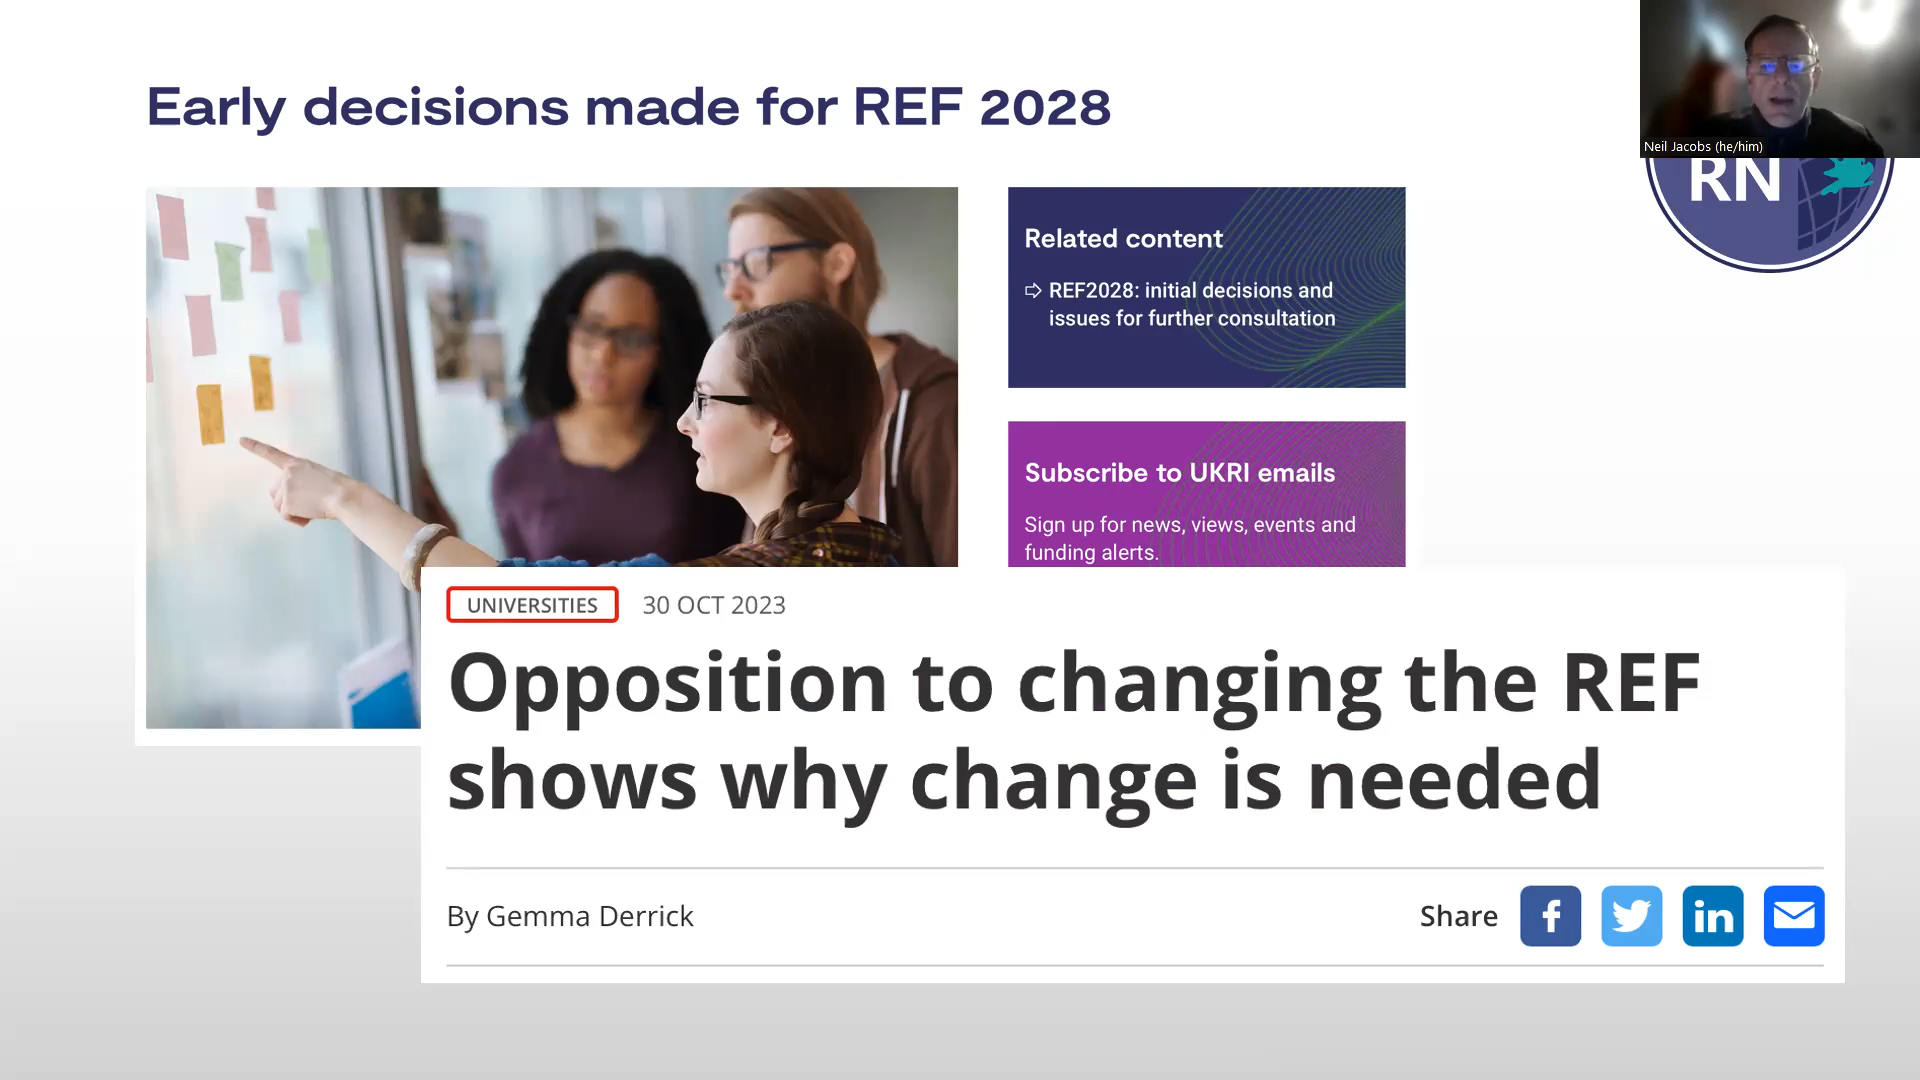 Early decisions made for REF 2028
Neil Jacobs (he/him)
RN
Related content
⇨ REF2028: initial decisions and
issues for further consultation
Subscribe to UKRI emails
Sign up for news, views, events and
funding alerts.
UNIVERSITIES 30 OCT 2023
Opposition to changing the REF
shows why change is needed
By Gemma Derrick
Share